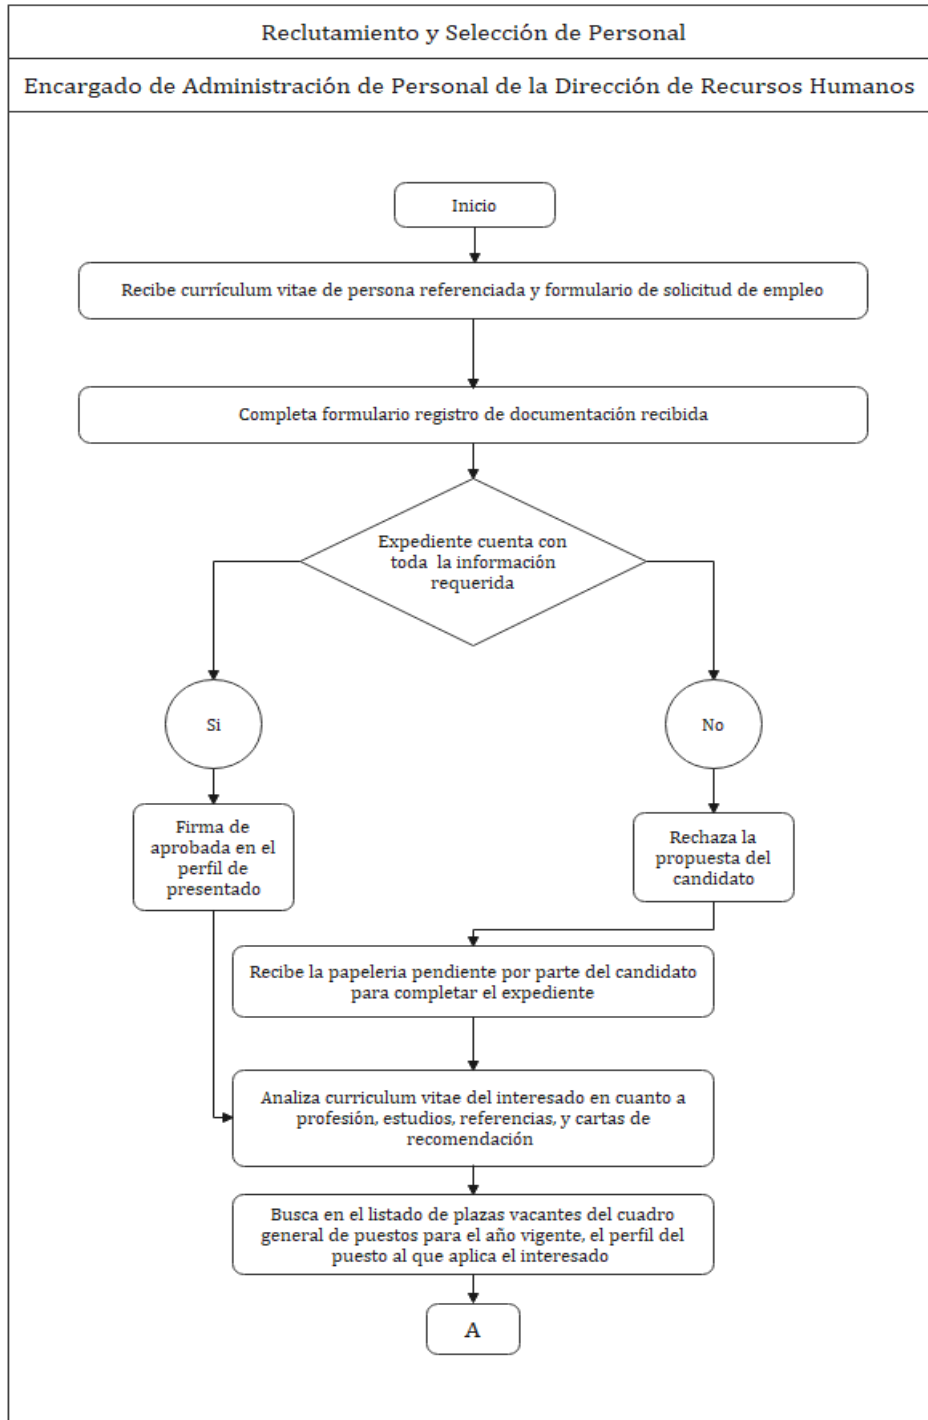 Reclutamiento y Selección de Personal
Encargado de Administración de Personal de la Dirección de Recursos Humanos
Inicio
Recibe currículum vitae de persona referenciada y formulario de solicitud de empleo
Completa formulario registro de documentación recibida
Expediente cuenta con
toda la información
requerida
Si
No
Firma de
aprobada en el
perfil de
presentado
Rechaza la
propuesta del
candidato
Recibe la papeleria pendiente por parte del candidato
para completar el expediente
Analiza curriculum vitae del interesado en cuanto a
profesión, estudios, referencias, y cartas de
recomendación
Busca en el listado de plazas vacantes del cuadro
general de puestos para el año vigente, el perfil del
puesto al que aplica el interesado
A